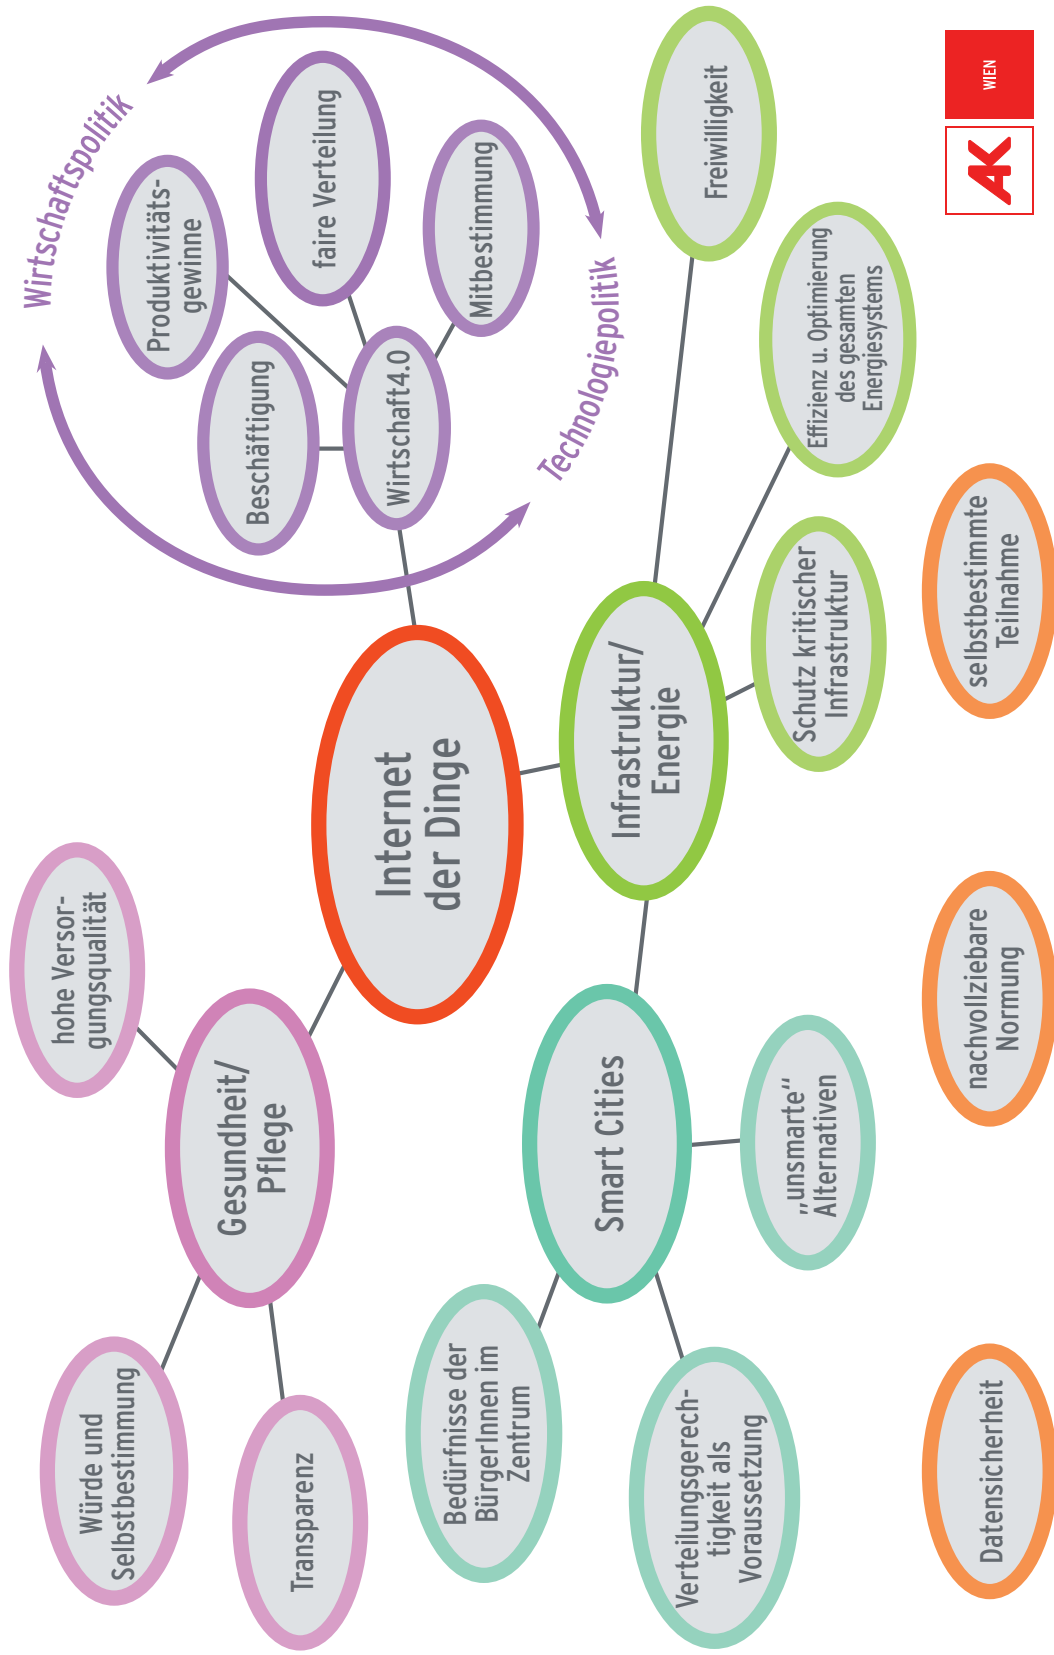 Würde und
Selbstbestimmung
hohe Versor-
gungsqualität
Gesundheit/
Pflege
Transparenz
Wirtschaftspolitik
Produktivitäts-
gewinne
Beschäftigung
faire Verteilung
Wirtschaft4.0
Mitbestimmung
Technologiepolitik
Internet
der Dinge
Bedürfnisse der
BürgerInnen im
Zentrum
Smart Cities
Infrastruktur/
Energie
Freiwilligkeit
Verteilungsgerech-
tigkeit als
Voraussetzung
„unsmarte“
Alternativen
Schutz kritischer
Infrastruktur
Effizienz u. Optimierung
des gesamten
Energiesystems
Datensicherheit
nachvollziebare
Normung
selbstbestimmte
Teilnahme
AK
WIEN